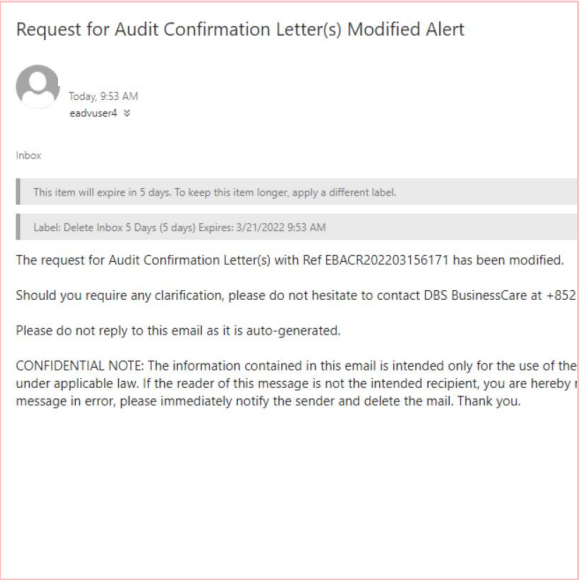 Request for Audit Confirmation Letter(s) Modified Alert
Today, 9:53 AM
eadvuser4
Inbox
This item will expire in 5 days. To keep this item longer, apply a different label.
Label: Delete Inbox 5 Days (5 days) Expires: 3/21/2022 9:53 AM
The request for Audit Confirmation Letter(s) with Ref EBACR202203156171 has been modified.
Should you require any clarification, please do not hesitate to contact DBS BusinessCare at +852
Please do not reply to this email as it is auto-generated.
CONFIDENTIAL NOTE: The information contained in this email is intended only for the use of the
under applicable law. If the reader of this message is not the intended recipient, you are hereby
message in error, please immediately notify the sender and delete the mail. Thank you.